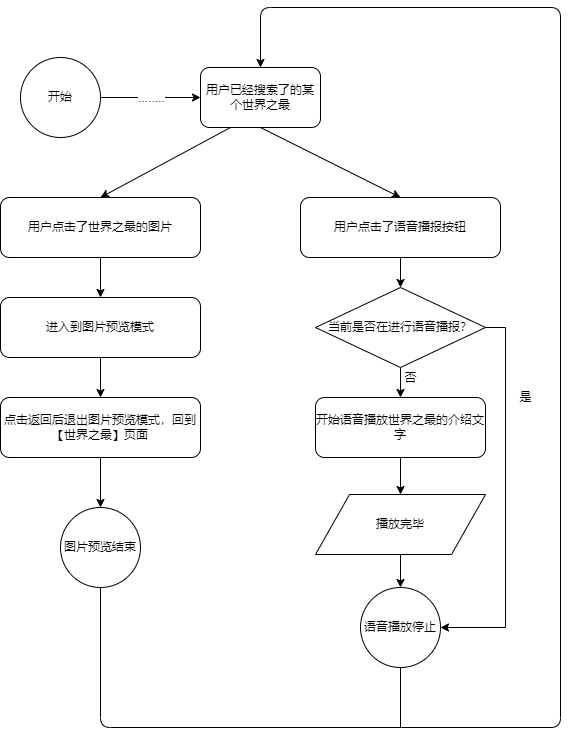 开始
........
用户已经搜索了的某
个世界之最
用户点击了世界之最的图片
用户点击了语音播报按钮
进入到图片预览模式
当前是否在进行语音播报？
否
是
点击返回后退出图片预览模式，回到
【世界之最】页面
开始语音播放世界之最的介绍文
字
播放完毕
图片预览结束
语音播放停止